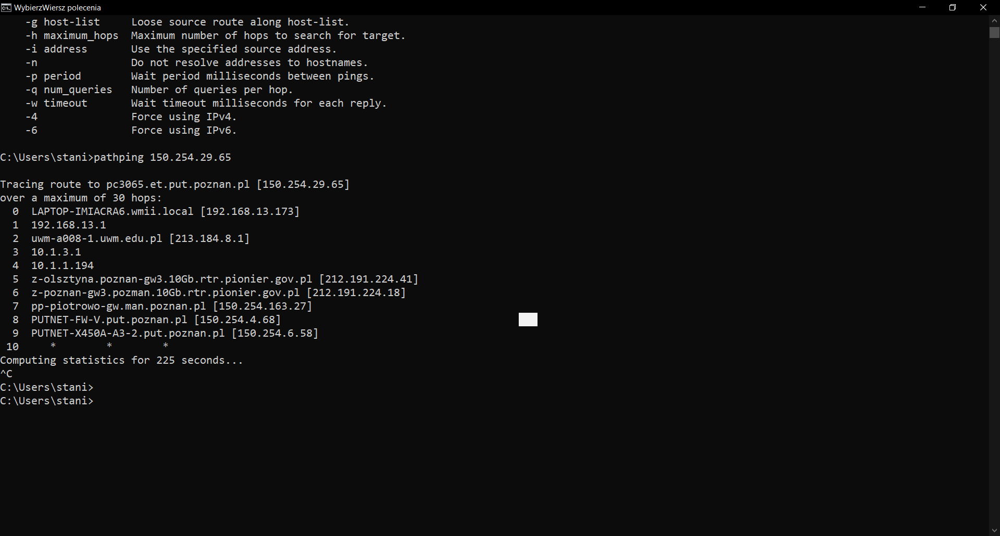 WybierzWiersz polecenia
-g host-list Loose source route along host-list.
-h maximum_hops Maximum number of hops to search for target.
-i address Use the specified source address.
-n Do not resolve addresses to hostnames.
-p period Wait period milliseconds between pings.
-q num_queries Number of queries per hop.
-w timeout Wait timeout milliseconds for each reply.
-4 Force using IPv4.
-6 Force using IPv6.
C:\Users\stani>pathping 150.254.29.65
Tracing route to pc3065.et.put.poznan.pl [150.254.29.65]
over a maximum of 30 hops:
0 LAPTOP-IMIACRA6.wmii.local [192.168.13.173]
1 192.168.13.1
2 uwm-a008-1.uwm.edu.pl [213.184.8.1]
3 10.1.3.1
4 10.1.1.194
5 z-olsztyna.poznan-gw3.10Gb.rtr.pionier.gov.pl [212.191.224.41]
6 z-poznan-gw3.pozman.10Gb.rtr.pionier.gov.pl [212.191.224.18]
7 pp-piotrowo-gw.man.poznan.pl [150.254.163.27]
8 PUTNET-FW-V.put.poznan.pl [150.254.4.68]
9 PUTNET-X450A-A3-2.put.poznan.pl [150.254.6.58]
10 * * *
Computing statistics for 225 seconds...
^C
C:\Users\stani>
C:\Users\stani>